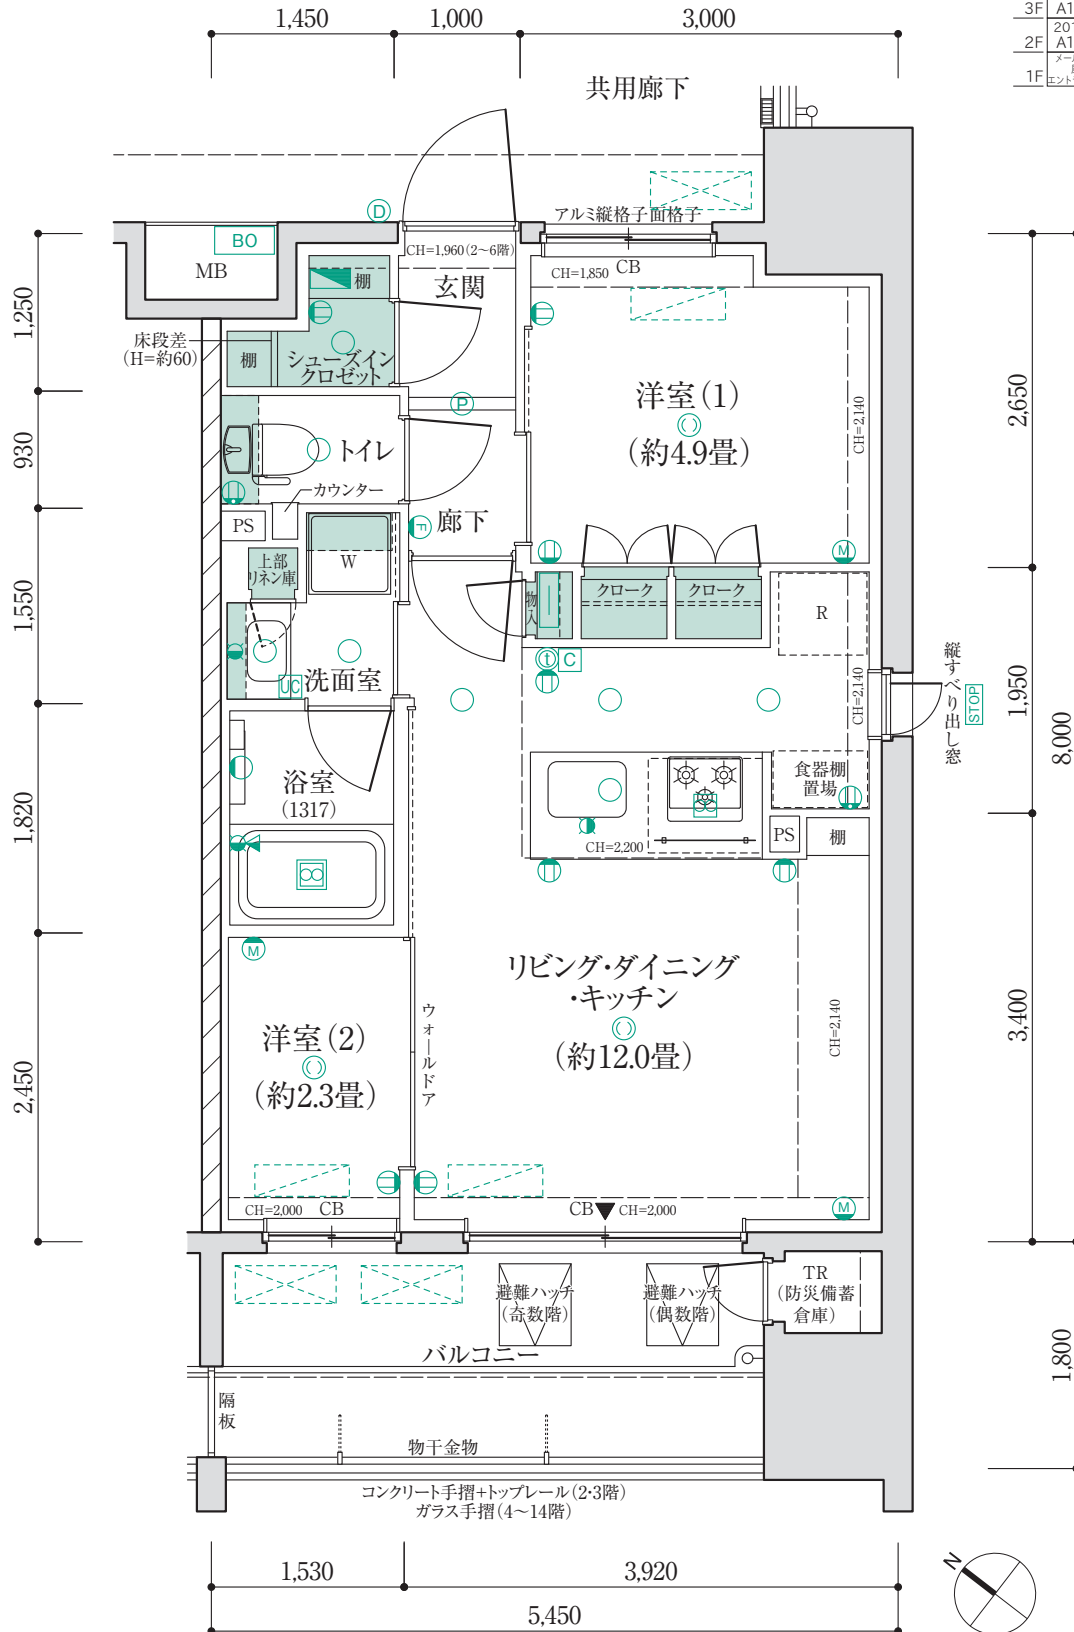 1,450
1,000
3,000
3F
A1
2F
A1
1F
共用廊下
アルミ縦格子面格子
D
BO
MB
CH=1,960(2〜6階)
玄関
CH=1,850
CB
棚
床段差
(H=約60)
棚
シューズイン
クロゼット
1,250
930
1,550
1,820
2,450
2,650
1,950
8,000
3,400
1,800
P
洋室(1)
(約4.9畳)
CH=2,140
トイレ
カウンター
PS
F
廊下
M
上部
リネン庫
W
物入
クローク
クローク
R
t
C
UC
洗面室
CH=2,140
縦すべり出し窓
STOP
浴室
(1317)
食器棚
置場
CH=2,200
PS
棚
M
リビング・ダイニング
・キッチン
(約12.0畳)
ウォールドア
洋室(2)
(約2.3畳)
CH=2,140
CH=2,000
CB
CB
CH=2,000
M
避難ハッチ
(奇数階)
避難ハッチ
(偶数階)
TR
(防災備蓄
倉庫)
バルコニー
隔板
物干金物
コンクリート手摺+トップレール(2・3階)
ガラス手摺(4〜14階)
1,530
3,920
5,450
N